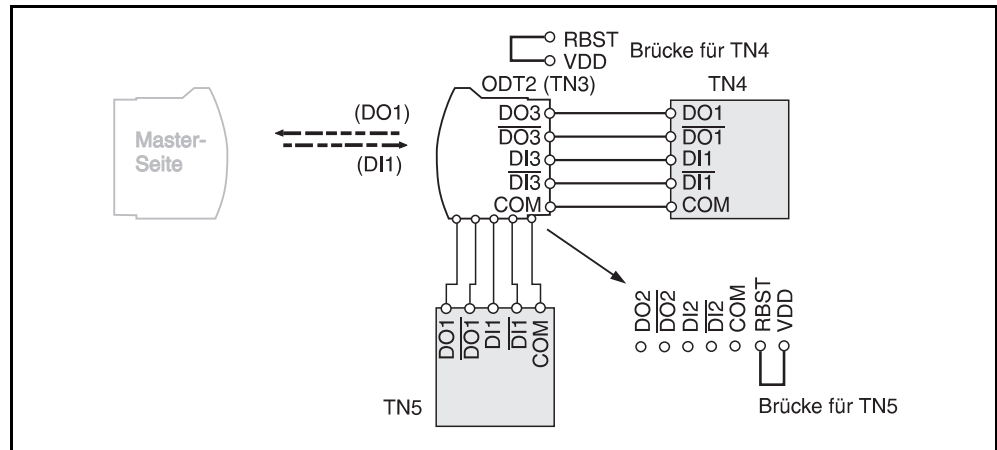 RBST
VDD
Brücke für TN4
ODT2 (TN3)
TN4
Master-
Seite
(DO1)
(DI1)
DO3
DO3
DI3
DI3
COM
DO1
DO1
DI1
DI1
COM
DO1
DO1
DI1
DI1
COM
TN5
DO2
DO2
DI2
DI2
COM
RBST
VDD
Brücke für TN5